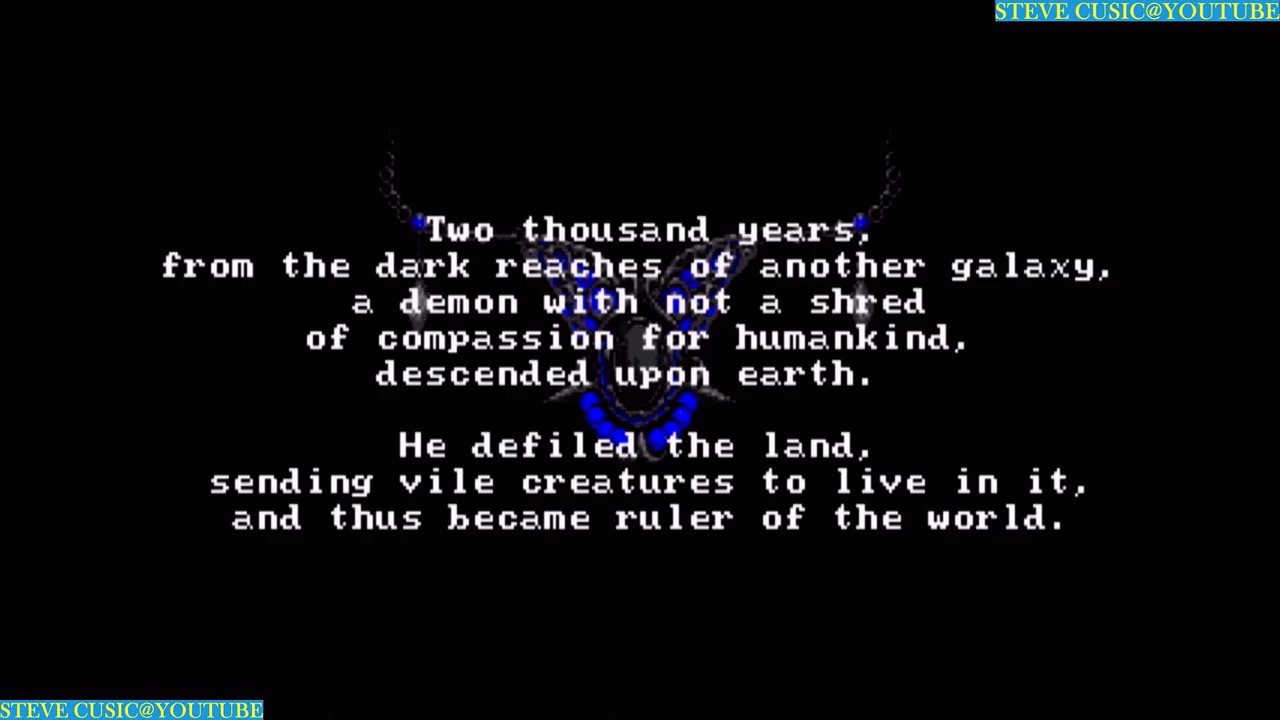 STEVE CUSIC@YOUTUBE
Two thousand years,
from the dark reaches of another galaxy,
a demon with not a shred
of compassion for humankind,
descended upon earth.
He defiled the land,
sending vile creatures to live in it,
and thus became ruler of the world.
STEVE CUSIC@YOUTUBE